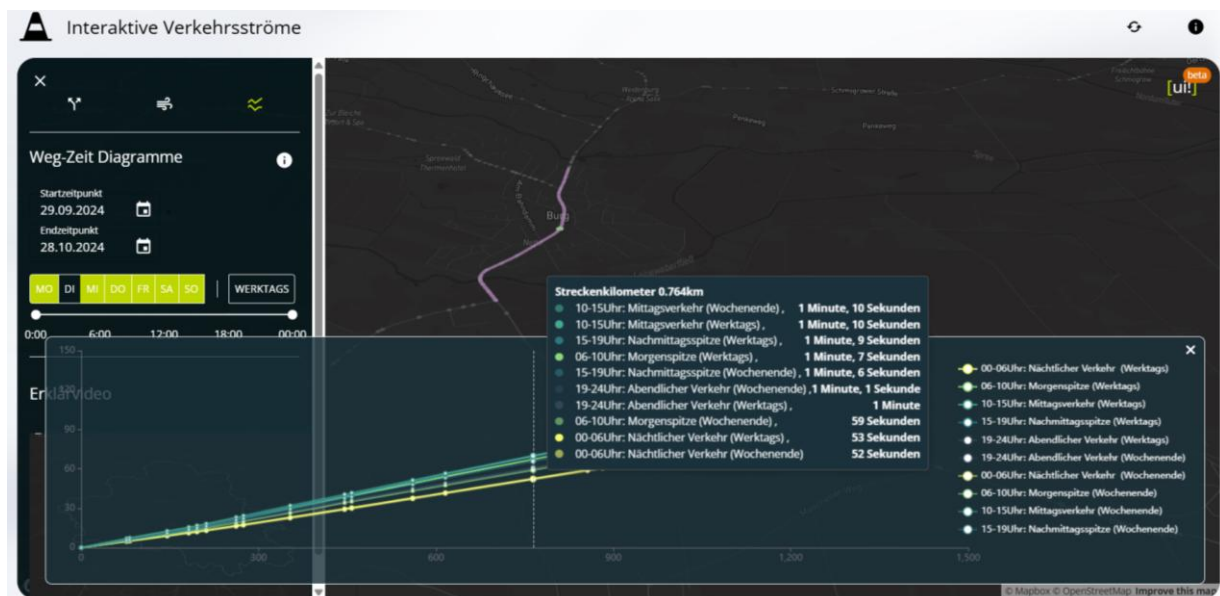 Interaktive Verkehrsströme
beta
[ui!]
Weg-Zeit Diagramme
Startzeitpunkt
29.09.2024
Endzeitpunkt
28.10.2024
MO DI MI DO FR SA SO | WERKTAGS
0:00 6:00 12:00 18:00 00:00
Erklärvideo
Schmogrower Straße
Pankeweg
Pankeweg
Spree
Spreewald
Thermenhotel
Burg
Streckenkilometer 0.764km
10-15Uhr: Mittagsverkehr (Wochenende) , 1 Minute, 10 Sekunden
10-15Uhr: Mittagsverkehr (Werktags) , 1 Minute, 10 Sekunden
15-19Uhr: Nachmittagsspitze (Werktags) , 1 Minute, 9 Sekunden
06-10Uhr: Morgenspitze (Werktags) , 1 Minute, 7 Sekunden
15-19Uhr: Nachmittagsspitze (Wochenende) , 1 Minute, 6 Sekunden
19-24Uhr: Abendlicher Verkehr (Wochenende) , 1 Minute, 1 Sekunde
19-24Uhr: Abendlicher Verkehr (Werktags) , 1 Minute
06-10Uhr: Morgenspitze (Wochenende) , 59 Sekunden
00-06Uhr: Nächtlicher Verkehr (Werktags) , 53 Sekunden
00-06Uhr: Nächtlicher Verkehr (Wochenende) 52 Sekunden
150
120
90
60
30
0
0 300 600 900 1,200 1,500
00-06Uhr: Nächtlicher Verkehr (Werktags)
06-10Uhr: Morgenspitze (Werktags)
10-15Uhr: Mittagsverkehr (Werktags)
15-19Uhr: Nachmittagsspitze (Werktags)
19-24Uhr: Abendlicher Verkehr (Werktags)
19-24Uhr: Abendlicher Verkehr (Wochenende)
00-06Uhr: Nächtlicher Verkehr (Wochenende)
06-10Uhr: Morgenspitze (Wochenende)
10-15Uhr: Mittagsverkehr (Wochenende)
15-19Uhr: Nachmittagsspitze (Wochenende)
© Mapbox © OpenStreetMap Improve this map